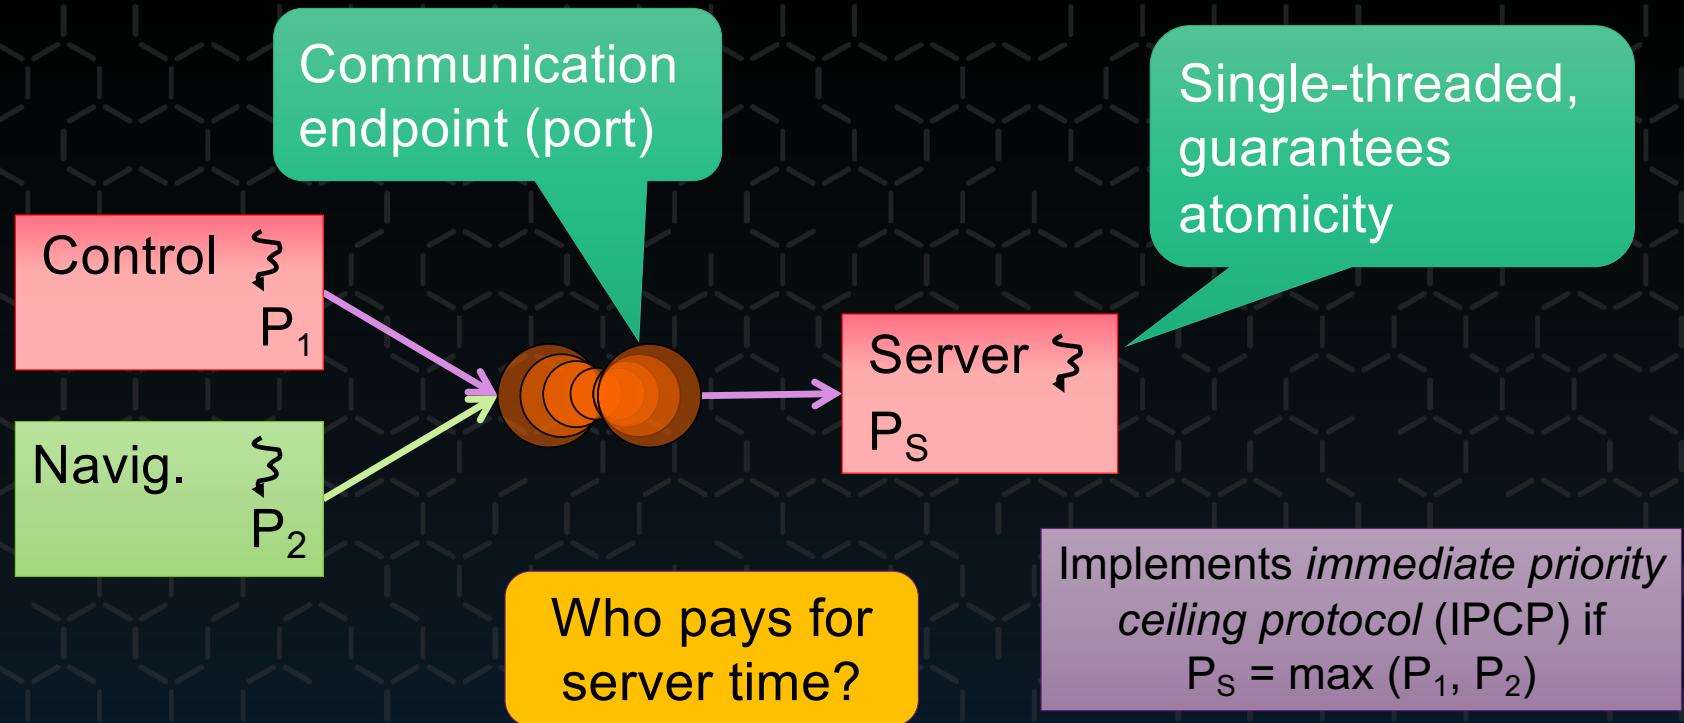 Communication
endpoint (port)
Single-threaded,
guarantees
atomicity
Control
P₁
Navig.
P₂
Server
Pₛ
Who pays for
server time?
Implements immediate priority
ceiling protocol (IPCP) if
Pₛ = max (P₁, P₂)